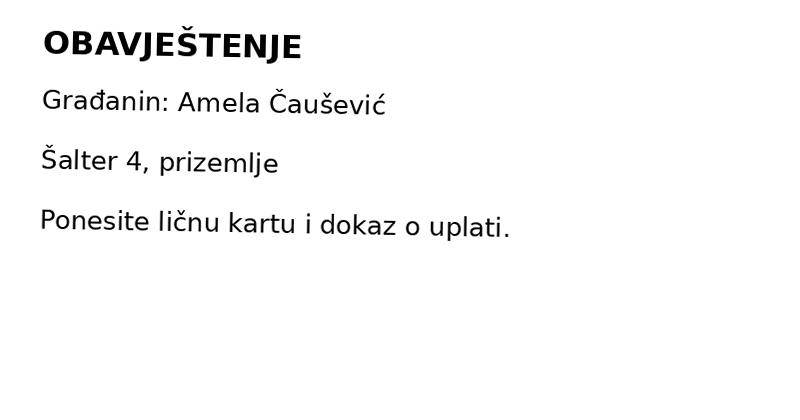 OBAVJEŠTENJE
Građanin: Amela Čaušević
Šalter 4, prizemlje
Ponesite ličnu kartu i dokaz o uplati.